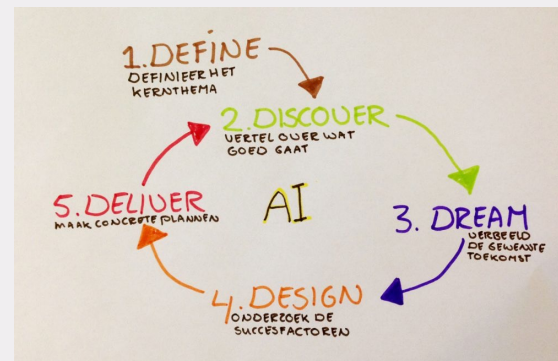 1. DEFINE
DEFINIEER HET
KERNTHEMA
2. DISCOVER
VERTEL OVER WAT
GOED GAAT
3. DREAM
VERBEELD
DE GEWENSTE
TOEKOMST
4. DESIGN
ONDERZOEK DE
SUCCESFACTOREN
5. DELIVER
MAAK CONCRETE PLANNEN
AI